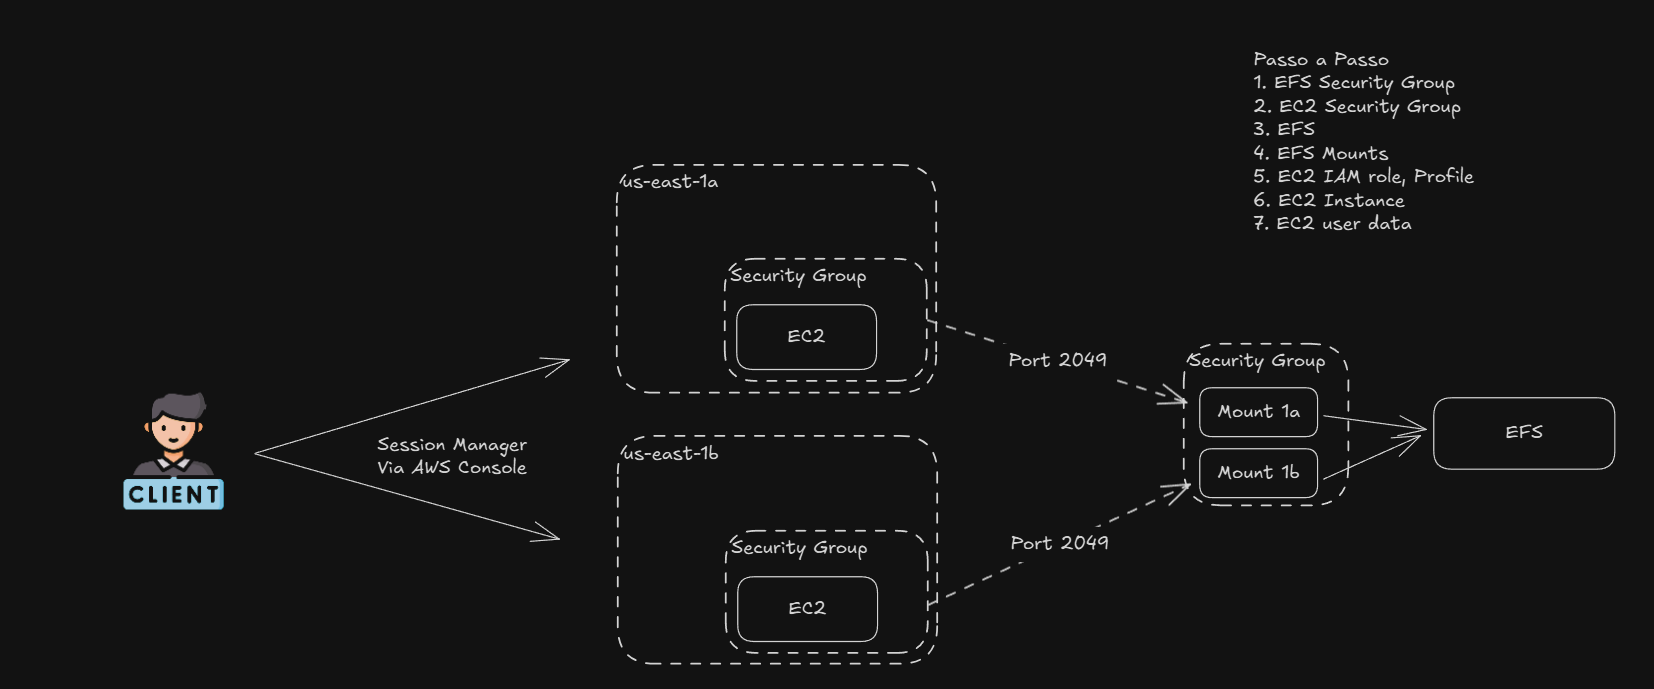 Passo a Passo
1. EFS Security Group
2. EC2 Security Group
3. EFS
4. EFS Mounts
5. EC2 IAM role, Profile
6. EC2 Instance
7. EC2 user data
us-east-1a
Security Group
EC2
Port 2049
Security Group
Mount 1a
Mount 1b
EFS
Session Manager
Via AWS Console
CLIENT
us-east-1b
Security Group
EC2
Port 2049